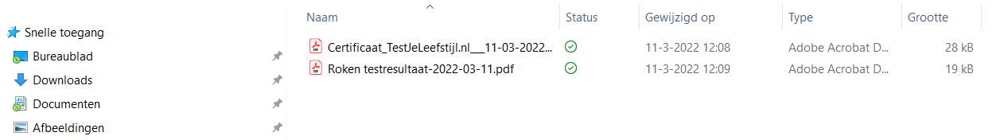 Naam Status Gewijzigd op Type Grootte
Snelle toegang
Bureaublad
Downloads
Documenten
Afbeeldingen
Certificaat_TestJeLeefstijl.nl__11-03-2022... 11-3-2022 12:08 Adobe Acrobat D... 28 kB
Roken testresultaat-2022-03-11.pdf 11-3-2022 12:09 Adobe Acrobat D... 19 kB